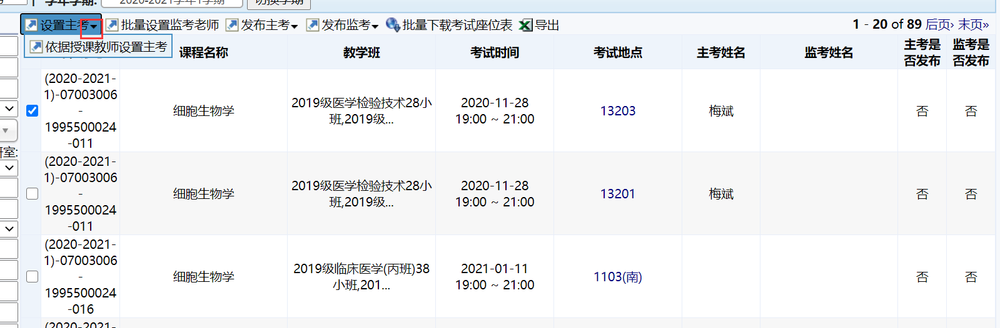 学年学期: 2020-2021学年1学期 切换学期
设置主考 批量设置监考老师 发布主考 发布监考 批量下载考试座位表 导出 1 - 20 of 89 后页› 末页»
依据授课教师设置主考
课程名称 教学班 考试时间 考试地点 主考姓名 监考姓名 主考是 监考是
否发布 否发布
(2020-2021-
1)-07003006
-
1995500024
-011
细胞生物学
2019级医学检验技术28小
班,2019级...
2020-11-28
19:00 ~ 21:00
13203
梅斌
否
否
研室:
(2020-2021-
1)-07003006
-
1995500024
-011
细胞生物学
2019级医学检验技术28小
班,2019级...
2020-11-28
19:00 ~ 21:00
13201
梅斌
否
否
(2020-2021-
1)-07003006
-
1995500024
-016
细胞生物学
2019级临床医学(丙班)38
小班,201...
2021-01-11
19:00 ~ 21:00
1103(南)
否
否
(2020-2021-